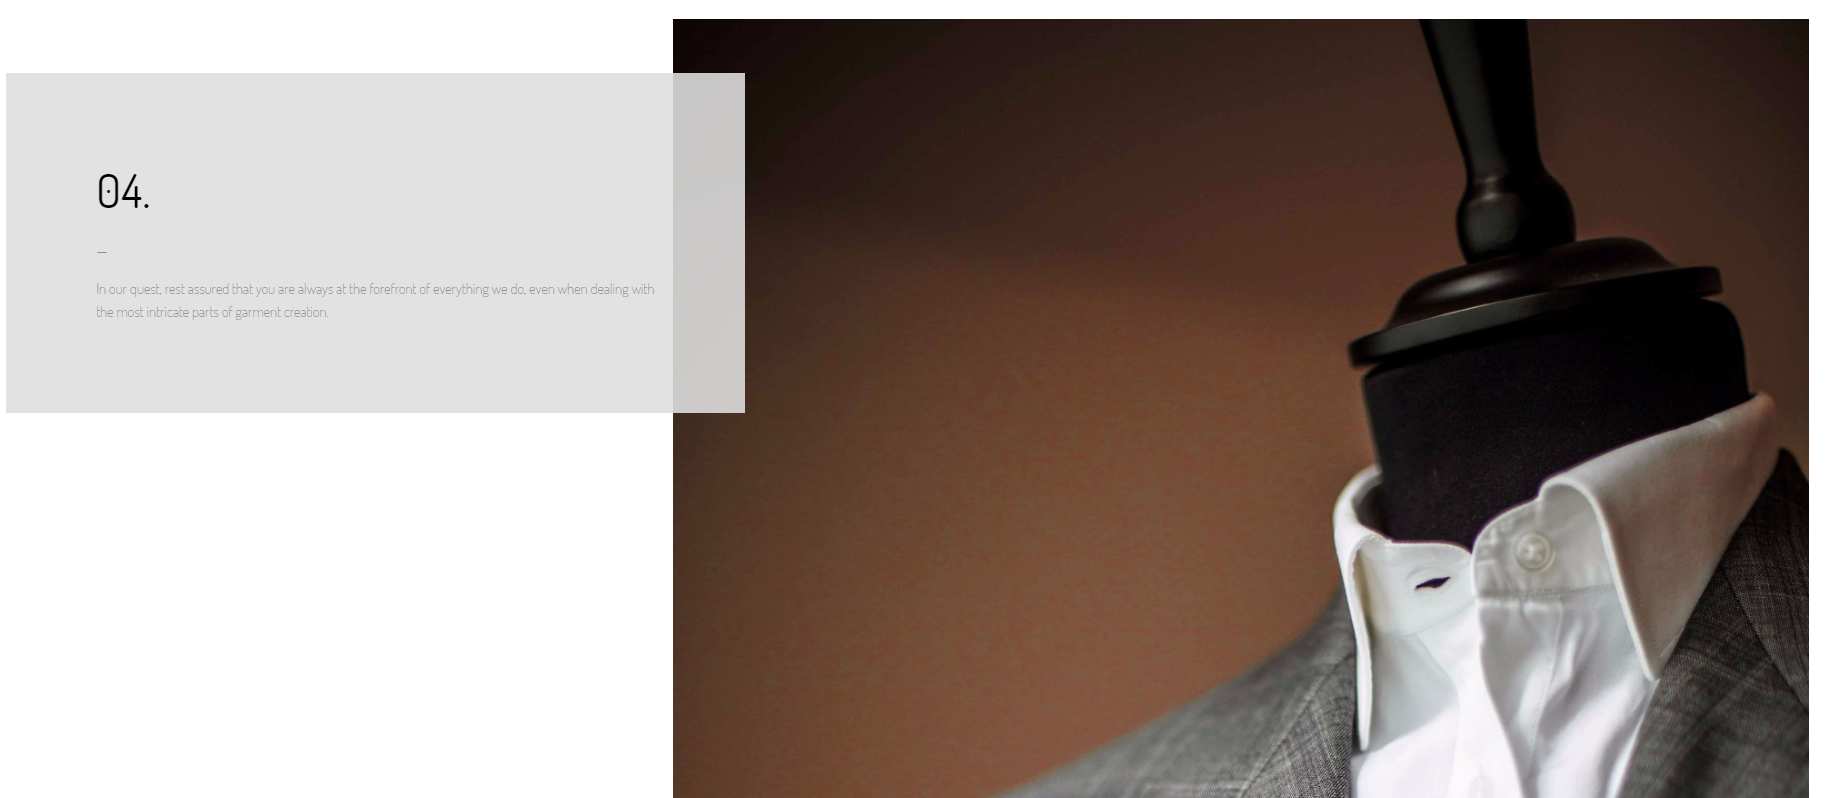 04.
_
In our quest, rest assured that you are always at the forefront of everything we do, even when dealing with
the most intricate parts of garment creation.